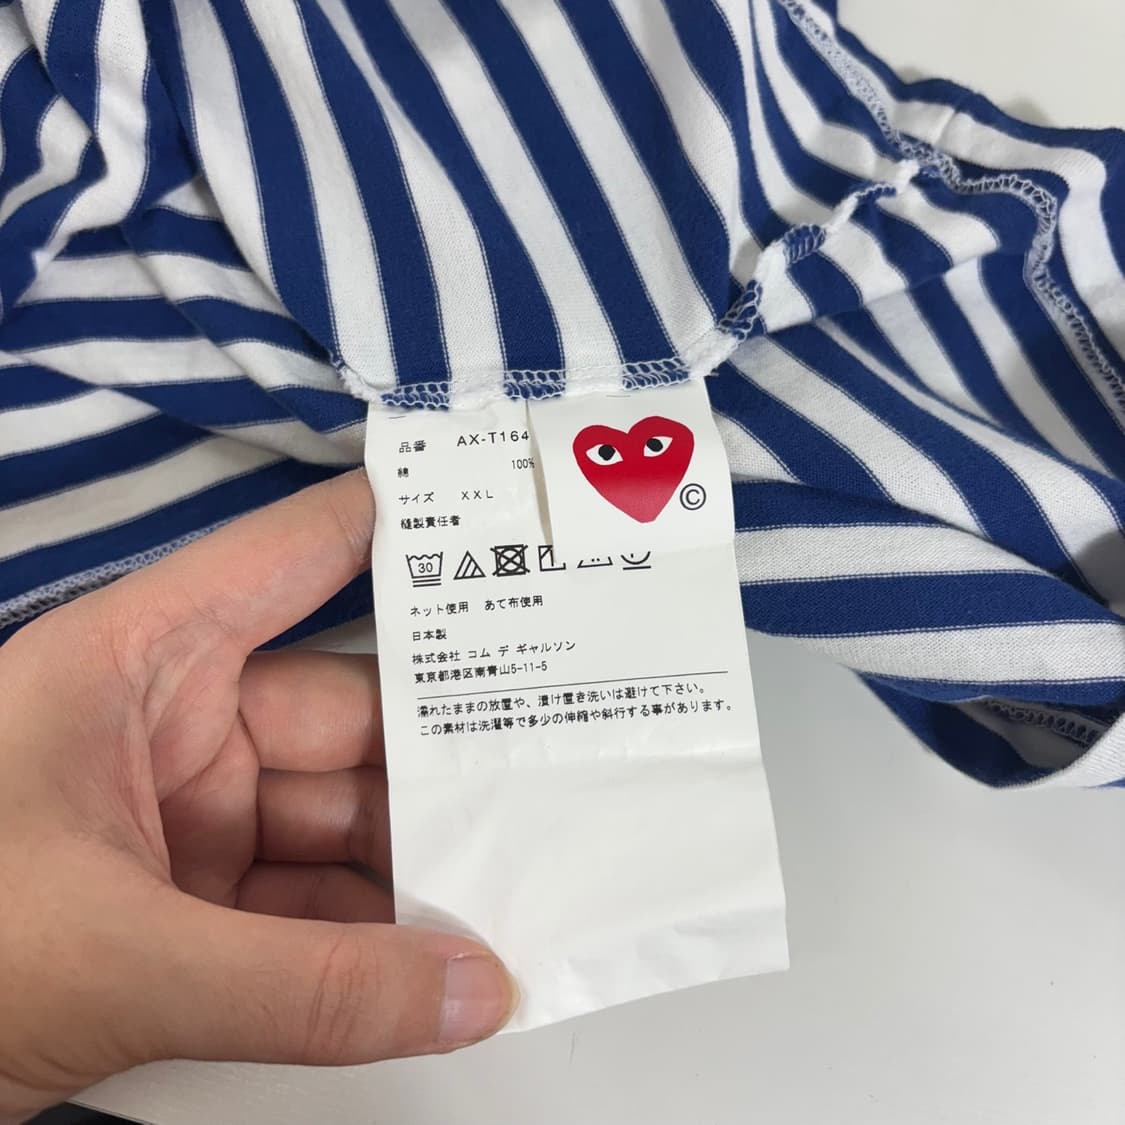 品番 AX-T164
綿 100%
サイズ XXL
縫製責任者
©
30
ネット使用 あて布使用
日本製
株式会社 コム デ ギャルソン
東京都港区南青山5-11-5
濡れたままの放置や、漬け置き洗いは避けて下さい。
この素材は洗濯等で多少の伸縮や斜行する事があります。